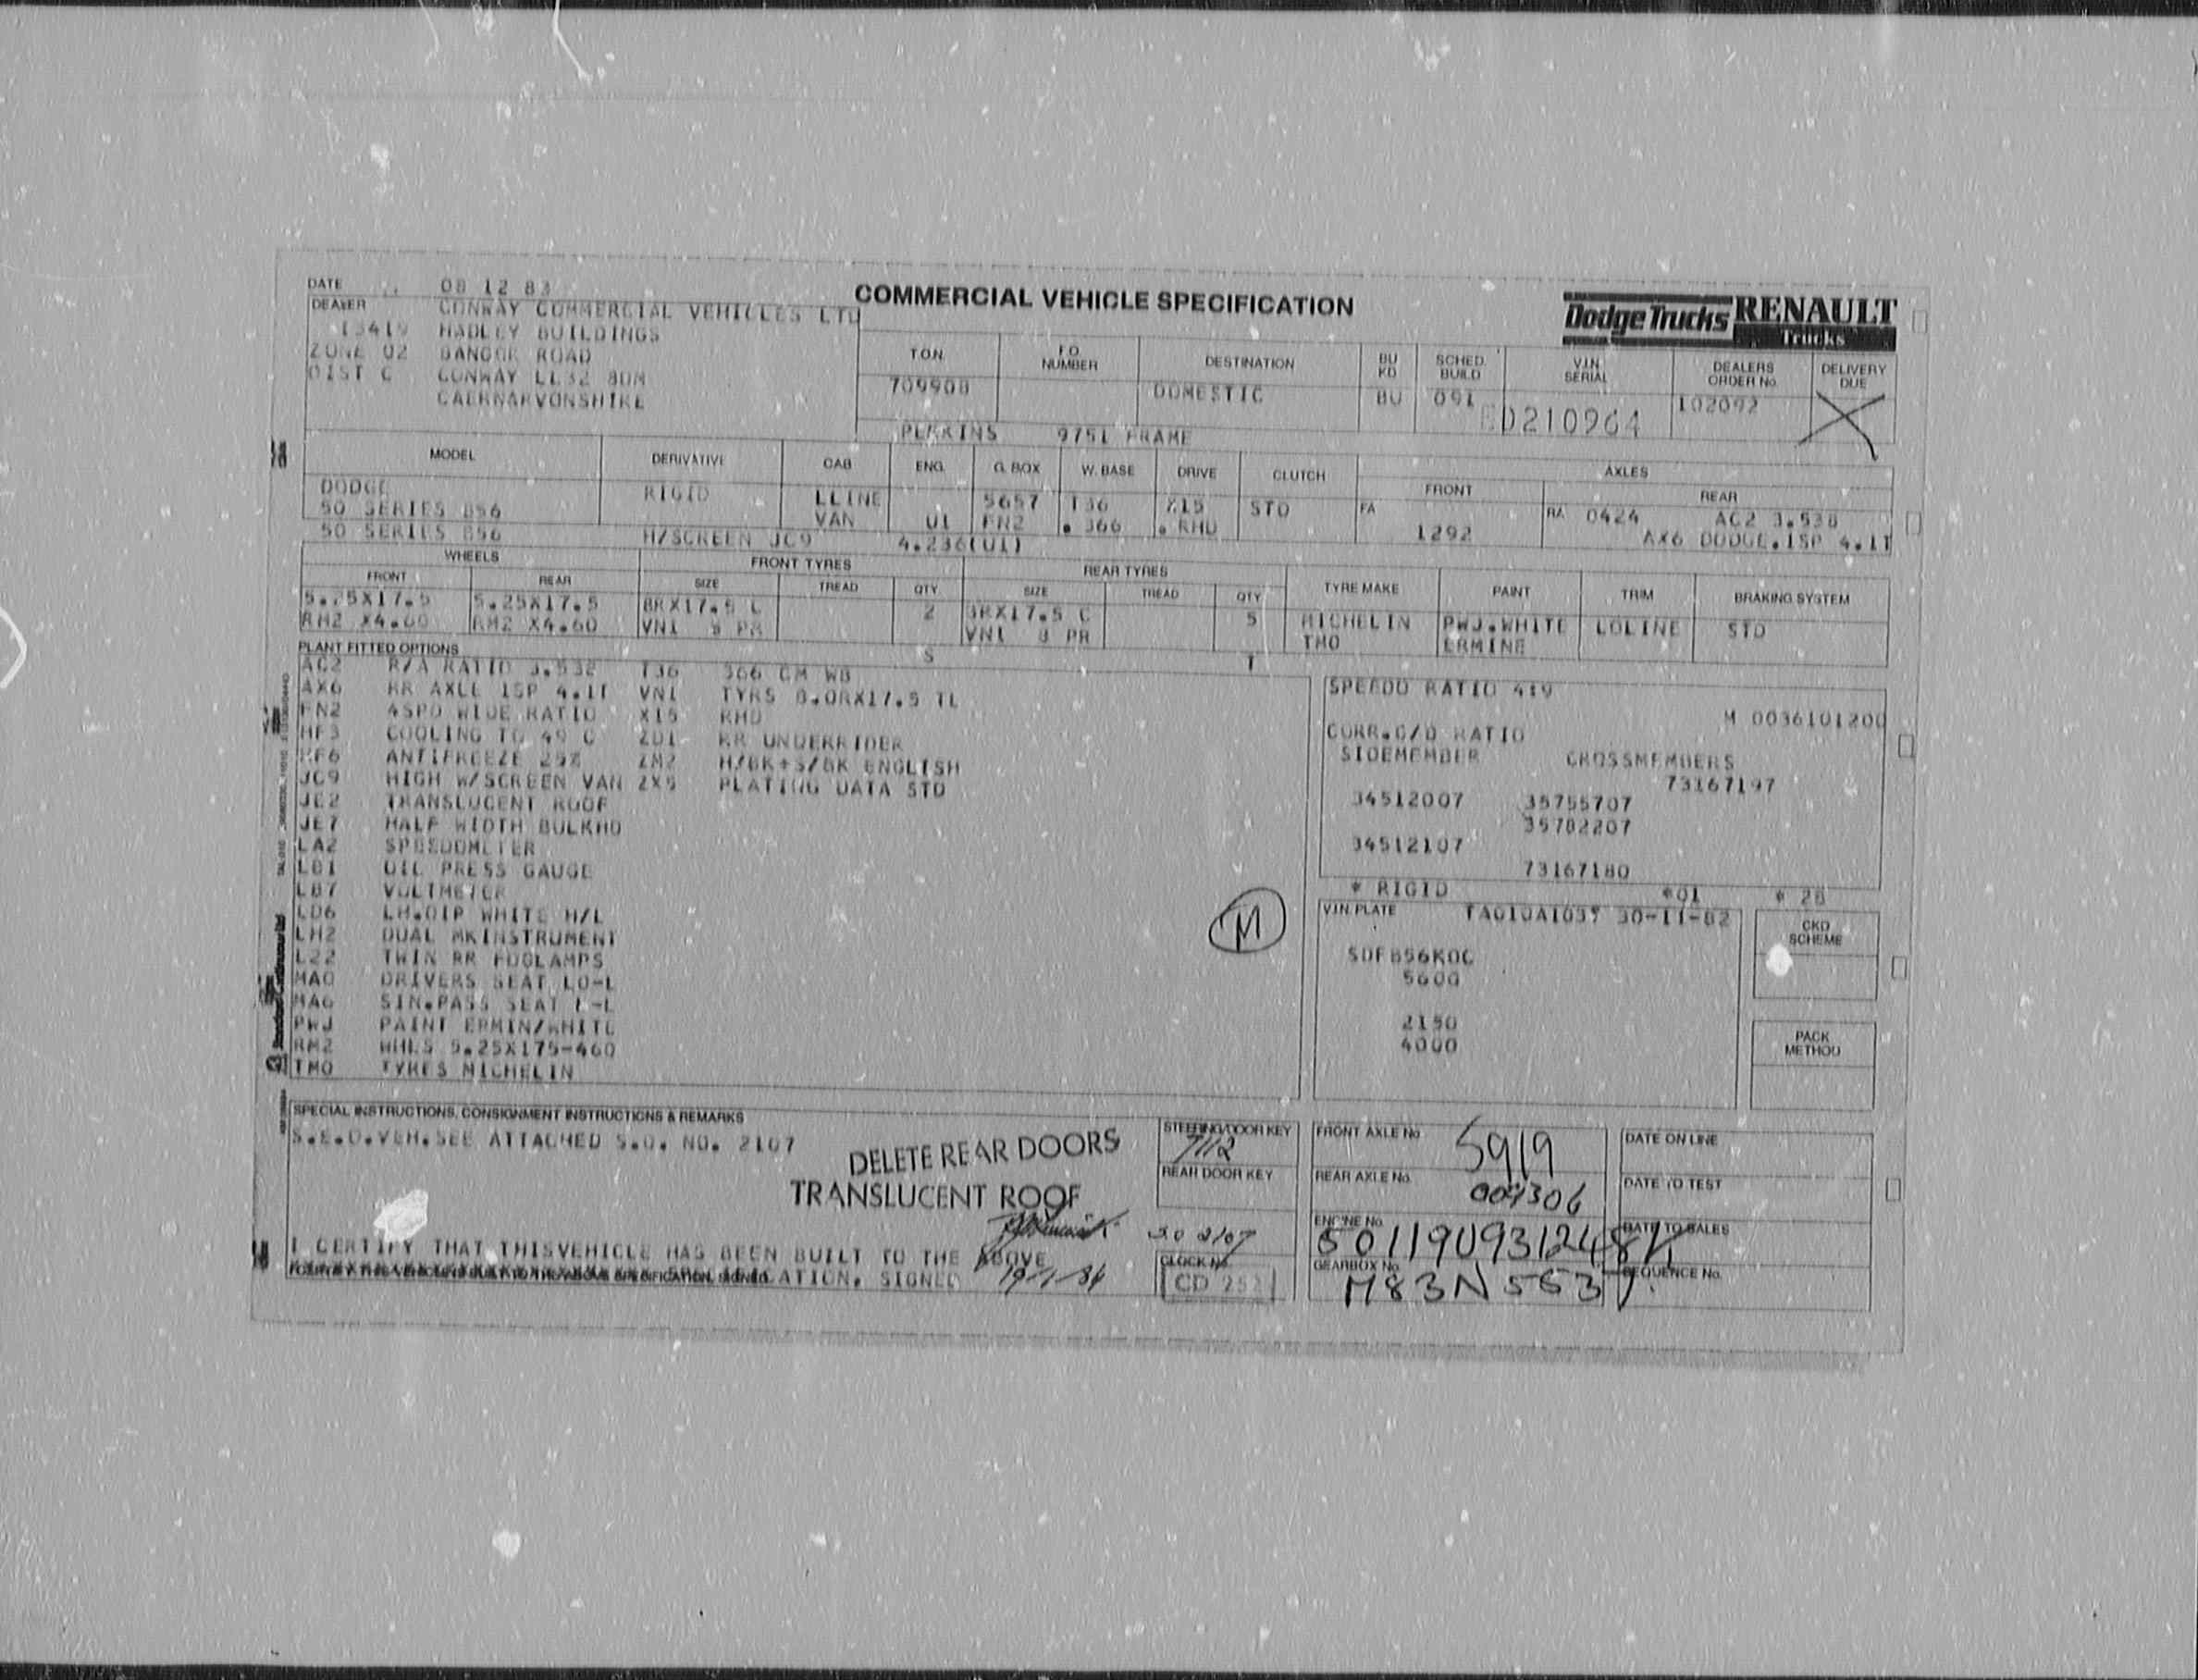 DATE 08 12 83
COMMERCIAL VEHICLE SPECIFICATION
Dodge Trucks RENAULT Trucks
DEALER CONWAY COMMERCIAL VEHICLES LTD
13419 HADLEY BUILDINGS
ZONE 02 BANGOR ROAD
DIST C CONWAY LL32 8DM
CAERNARVONSHIRE
T.O.N. F.O. NUMBER DESTINATION BU KD SCHED. BUILD V.I.N. SERIAL DEALERS ORDER No. DELIVERY DUE
709908 DOMESTIC BU 091 ED210964 102092
PERKINS 9751 FRAME
MODEL DERIVATIVE CAB ENG. G. BOX W. BASE DRIVE CLUTCH AXLES
FRONT REAR
DODGE RIGID LLINE 5657 T36 X15 STD FA RA 0424 AC2 3.538
50 SERIES B56 VAN U1 FN2 . 366 . RHD 1292 AX6 DODGE.1SP 4.1T
50 SERIES B56 H/SCREEN JC9 4.236(U1)
WHEELS FRONT TYRES REAR TYRES TYRE MAKE PAINT TRIM BRAKING SYSTEM
FRONT REAR SIZE TREAD QTY SIZE TREAD QTY
5.25X17.5 5.25X17.5 8RX17.5 C 2 8RX17.5 C 5 MICHELIN PWJ.WHITE LOLINE STD
RM2 X4.60 RM2 X4.60 VN1 8 PR VN1 8 PR TMO ERMINE
PLANT FITTED OPTIONS S T
AC2 R/A RATIO 3.538 T36 366 CM WB
AX6 RR AXLE 1SP 4.1T VN1 TYRS 8.0RX17.5 TL
FN2 4SPD WIDE RATIO X15 RHD
HF3 COOLING TO 49 C ZD1 RR UNDERRIDER
KF6 ANTIFREEZE 25% ZM2 H/BK+S/BK ENGLISH
JC9 HIGH W/SCREEN VAN ZX5 PLATING DATA STD
JE2 TRANSLUCENT ROOF
JE7 HALF WIDTH BULKHD
LA2 SPEEDOMETER
LB1 OIL PRESS GAUGE
LB7 VOLTMETER
LD6 LH.DIP WHITE H/L
LH2 DUAL MKINSTRUMENT
LZ2 TWIN RR FOGLAMPS
MA0 DRIVERS SEAT LO-L
MA6 SIN.PASS SEAT L-L
PWJ PAINT ERMIN/WHITE
RM2 WHLS 5.25X175-460
TMO TYRES MICHELIN
M
SPEEDO RATIO 419
M 0036101200
CORR.C/D RATIO
SIDEMEMBER CROSSMEMBERS
73167197
34512007 35755707
35782207
34512107
73167180
* RIGID *01 * 28
V.I.N. PLATE TA010A1057 30-11-82
SDFB56K0C
5600
2150
4000
CKD SCHEME
PACK METHOD
SPECIAL INSTRUCTIONS, CONSIGNMENT INSTRUCTIONS & REMARKS
S.E.O.VEH.SEE ATTACHED S.O. NO. 2107
DELETE REAR DOORS
TRANSLUCENT ROOF
SO 2107
I CERTIFY THAT THISVEHICLE HAS BEEN BUILT TO THE ABOVE
SIGNED 19-1-84
STEERING/DOOR KEY 7112
REAR DOOR KEY
CLOCK No. CD 252
FRONT AXLE No. 5919
REAR AXLE No. 004306
ENGINE No. 501190931248K
GEARBOX No. M83N5537
DATE ON LINE
DATE TO TEST
DATE TO SALES
SEQUENCE No.